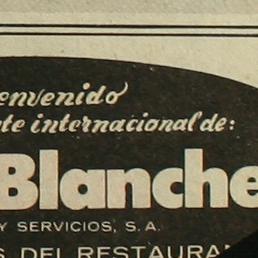 envenido
te internacional de:
Blanche
Y SERVICIOS, S.A.
S DEL RESTAURA